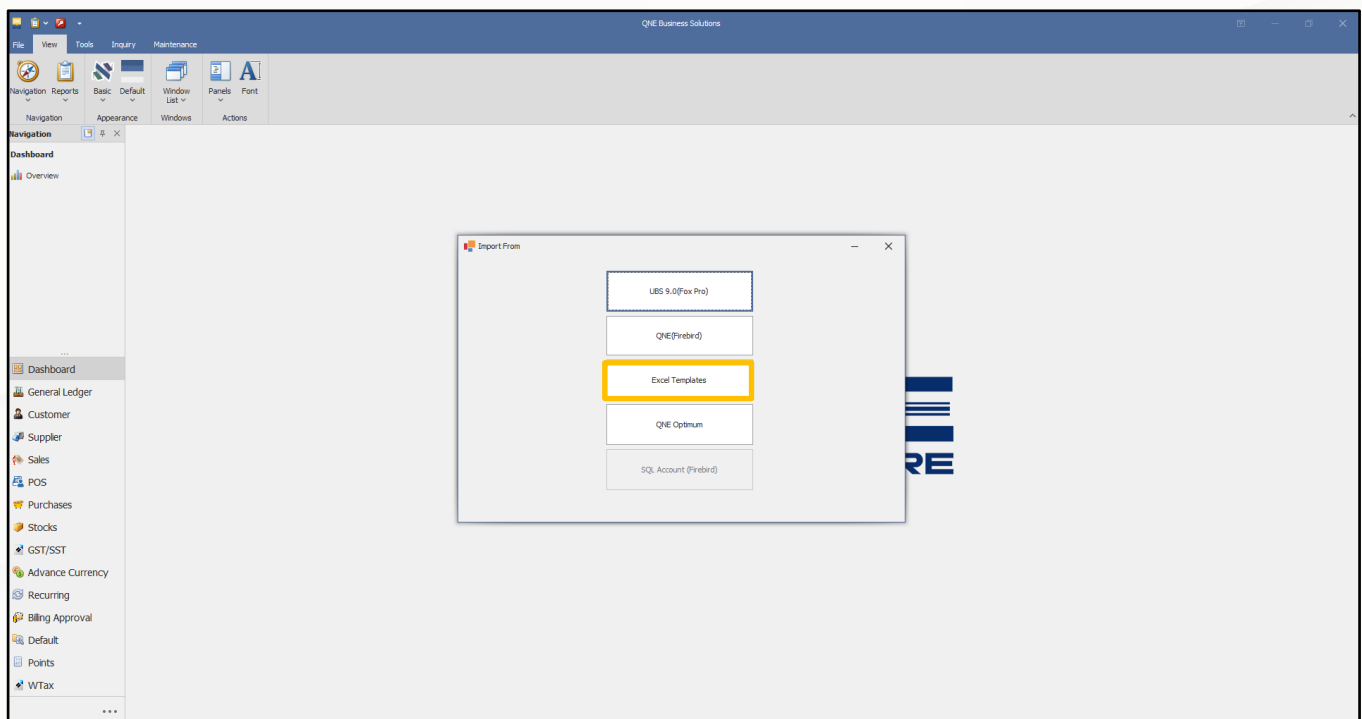 QNE Business Solutions
File View Tools Inquiry Maintenance
Navigation Reports Basic Default Window List Panels Font
Navigation Appearance Windows Actions
Navigation
Dashboard
Overview
Import From
UBS 9.0(Fox Pro)
QNE(Firebird)
Excel Templates
QNE Optimum
SQL Account (Firebird)
RE
Dashboard
General Ledger
Customer
Supplier
Sales
POS
Purchases
Stocks
GST/SST
Advance Currency
Recurring
Billing Approval
Default
Points
WTax